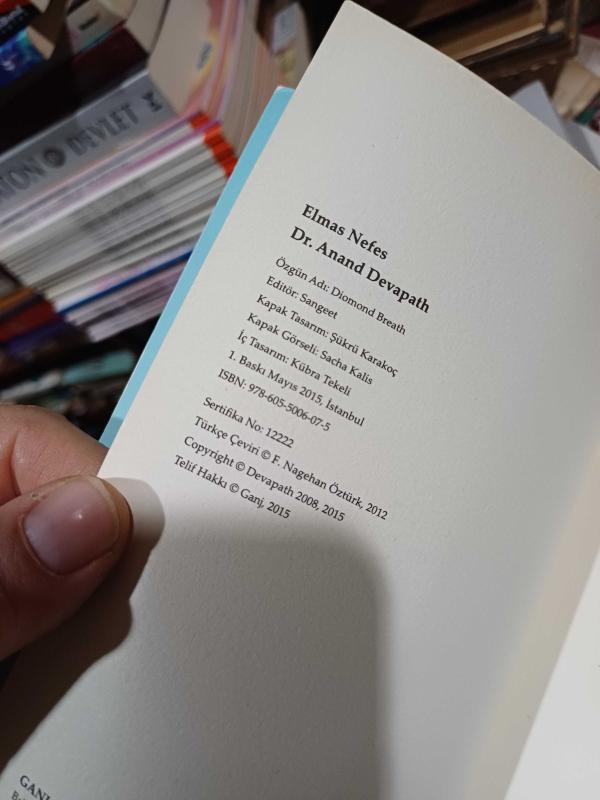 Elmas Nefes
Dr. Anand Devapath
Özgün Adı: Diomond Breath
Editör: Sangeet
Kapak Tasarım: Şükrü Karakoç
Kapak Görseli: Sacha Kalis
İç Tasarım: Kübra Tekeli
1. Baskı Mayıs 2015, İstanbul
ISBN: 978-605-5006-07-5
Sertifika No: 12222
Türkçe Çeviri © F. Nagehan Öztürk, 2012
Copyright © Devapath 2008, 2015
Telif Hakkı © Ganj, 2015
DEVLET